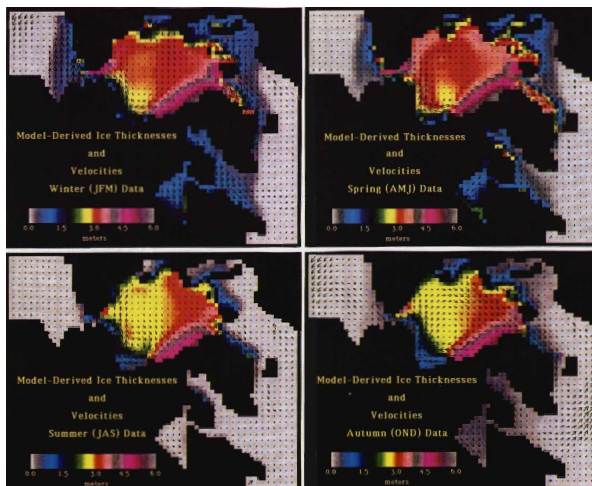 Model-Derived Ice Thicknesses
and
Velocities
Winter (JFM) Data
0.0 1.5 3.0 4.5 6.0
meters
Model-Derived Ice Thicknesses
and
Velocities
Spring (AMJ) Data
0.0 1.5 3.0 4.5 6.0
meters
Model-Derived Ice Thicknesses
and
Velocities
Summer (JAS) Data
0.0 1.5 3.0 4.5 6.0
meters
Model-Derived Ice Thicknesses
and
Velocities
Autumn (OND) Data
0.0 1.5 3.0 4.5 6.0
meters